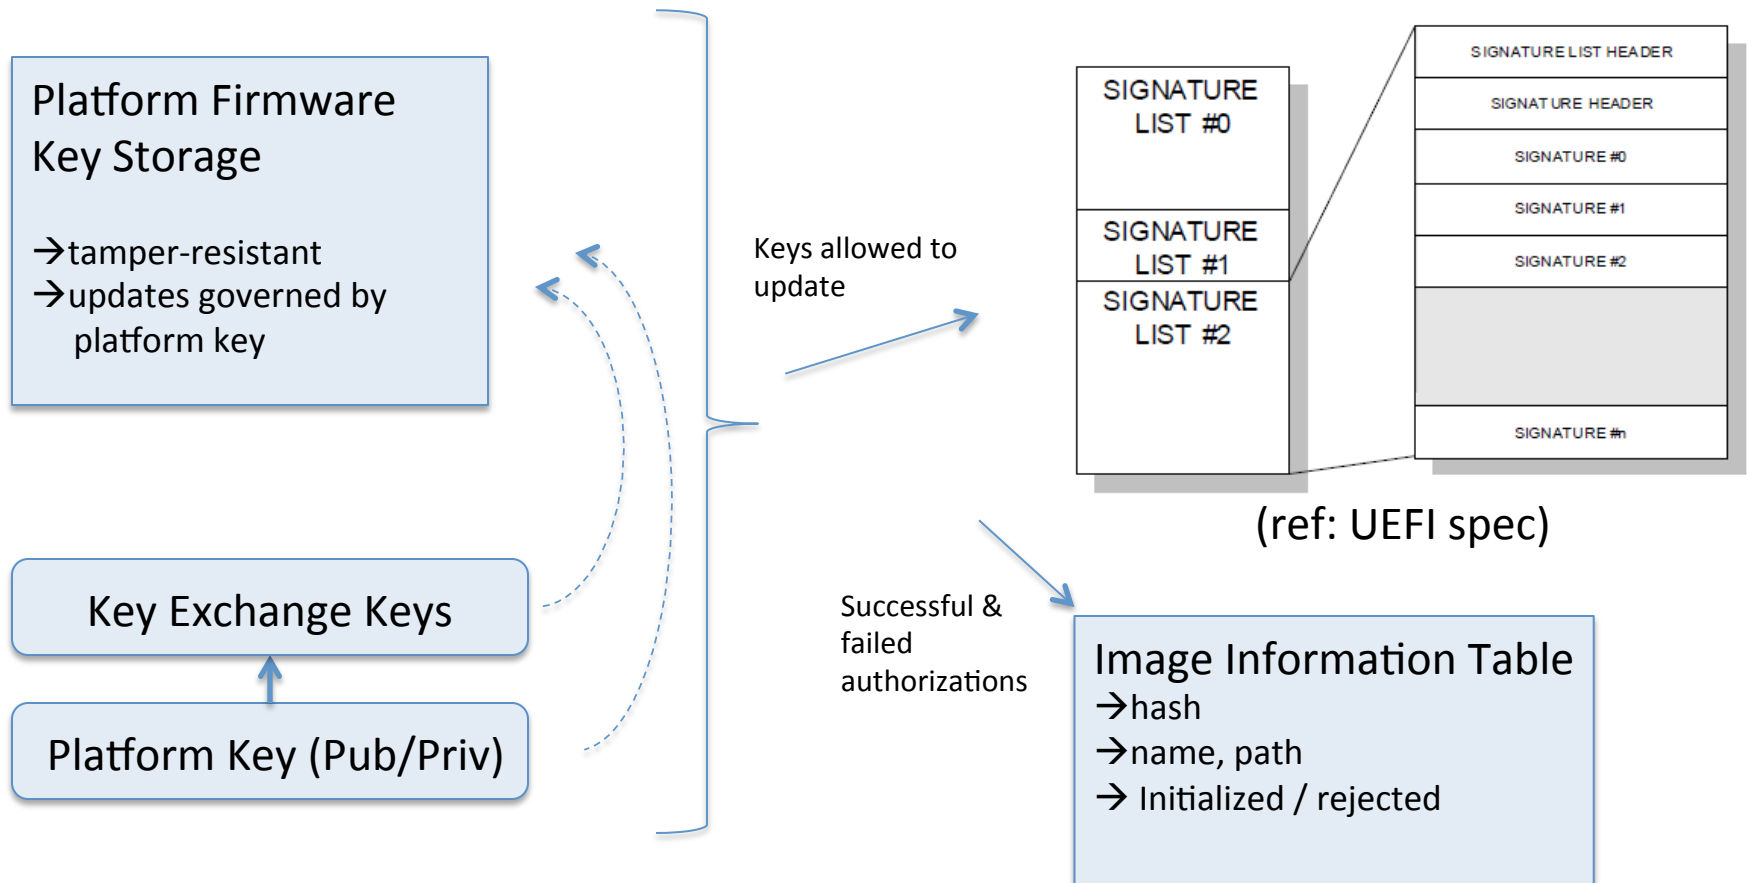 Platform Firmware
Key Storage
→tamper-resistant
→updates governed by
platform key
Key Exchange Keys
Platform Key (Pub/Priv)
Keys allowed to
update
SIGNATURE
LIST #0
SIGNATURE
LIST #1
SIGNATURE
LIST #2
SIGNATURE LIST HEADER
SIGNATURE HEADER
SIGNATURE #0
SIGNATURE #1
SIGNATURE #2
SIGNATURE #n
(ref: UEFI spec)
Successful &
failed
authorizations
Image Information Table
→hash
→name, path
→ Initialized / rejected